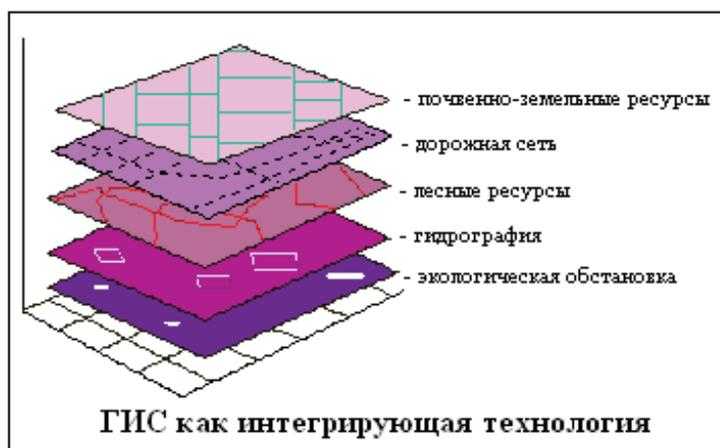 - почвенно-земельные ресурсы
- дорожная сеть
- лесные ресурсы
- гидрография
- экологическая обстановка
ГИС как интегрирующая технология